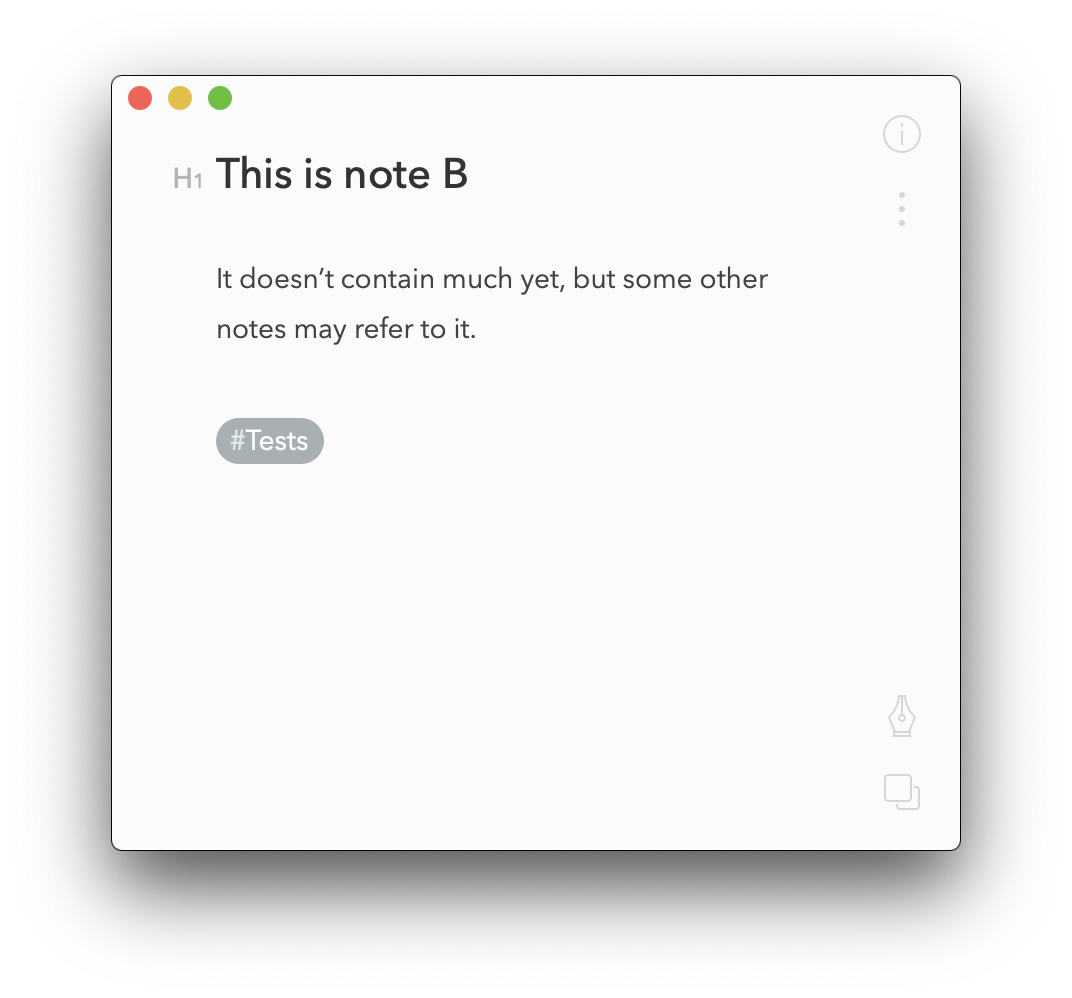 H1 This is note B
It doesn’t contain much yet, but some other
notes may refer to it.
#Tests